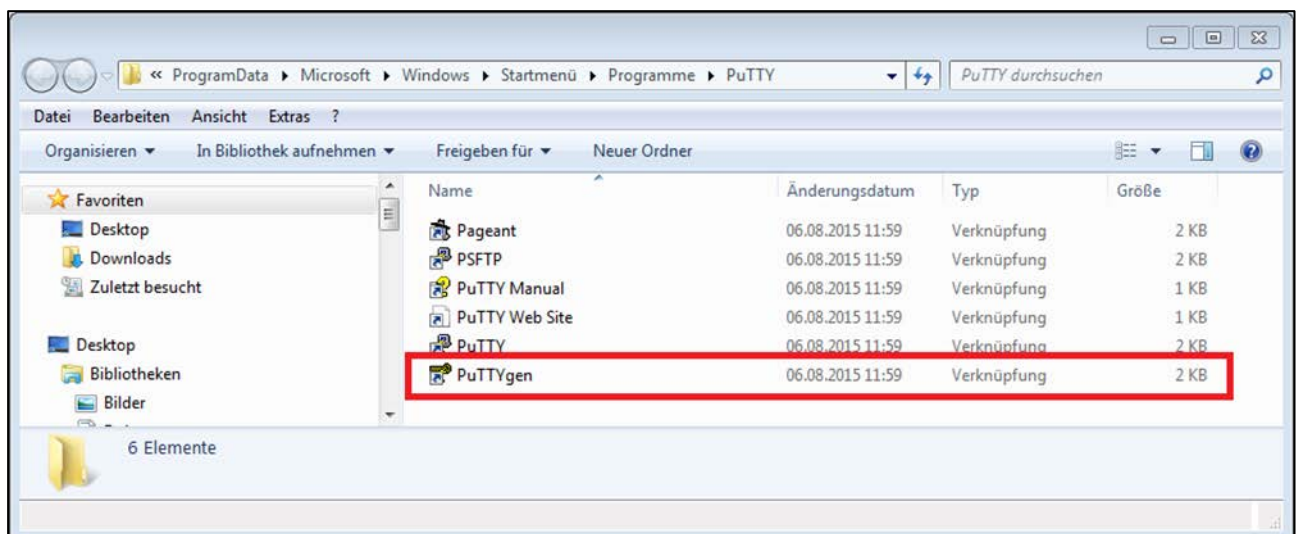 « ProgramData ▸ Microsoft ▸ Windows ▸ Startmenü ▸ Programme ▸ PuTTY PuTTY durchsuchen
Datei Bearbeiten Ansicht Extras ?
Organisieren In Bibliothek aufnehmen Freigeben für Neuer Ordner
Favoriten
Desktop
Downloads
Zuletzt besucht
Desktop
Bibliotheken
Bilder
Name Änderungsdatum Typ Größe
Pageant 06.08.2015 11:59 Verknüpfung 2 KB
PSFTP 06.08.2015 11:59 Verknüpfung 2 KB
PuTTY Manual 06.08.2015 11:59 Verknüpfung 1 KB
PuTTY Web Site 06.08.2015 11:59 Verknüpfung 1 KB
PuTTY 06.08.2015 11:59 Verknüpfung 2 KB
PuTTYgen 06.08.2015 11:59 Verknüpfung 2 KB
6 Elemente